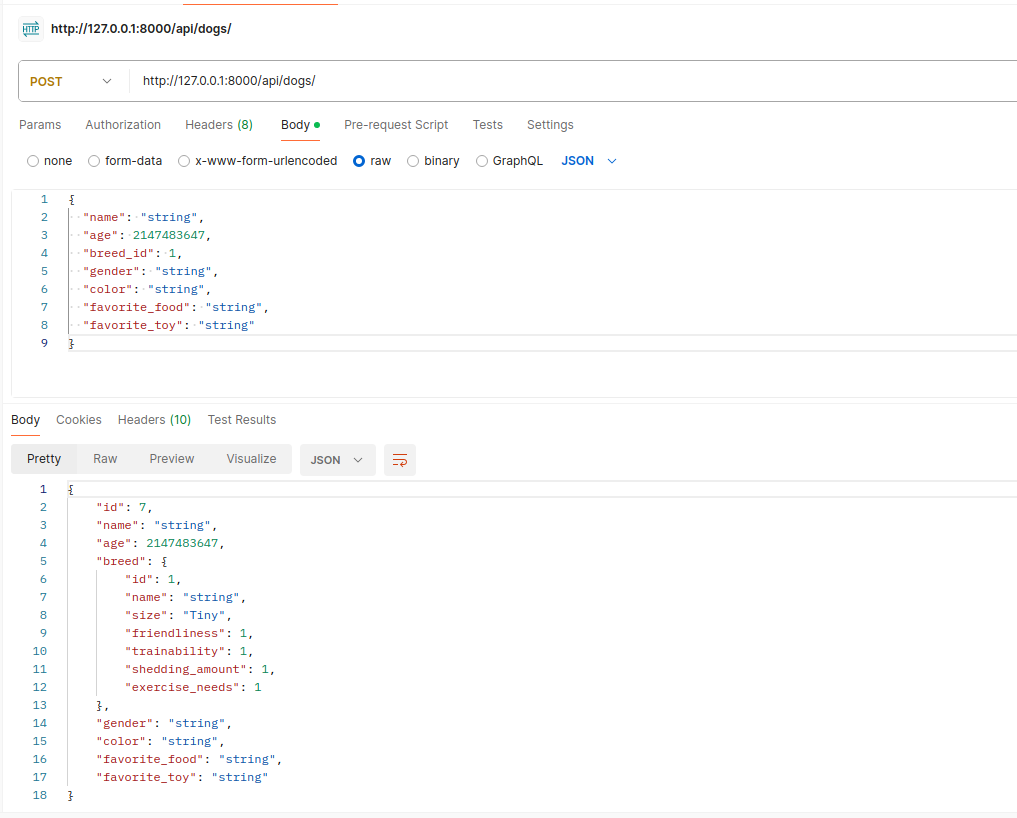 HTTP http://127.0.0.1:8000/api/dogs/
POST http://127.0.0.1:8000/api/dogs/
Params Authorization Headers (8) Body Pre-request Script Tests Settings
none form-data x-www-form-urlencoded raw binary GraphQL JSON
1 {
2 "name": "string",
3 "age": 2147483647,
4 "breed_id": 1,
5 "gender": "string",
6 "color": "string",
7 "favorite_food": "string",
8 "favorite_toy": "string"
9 }
Body Cookies Headers (10) Test Results
Pretty Raw Preview Visualize JSON
1 {
2 "id": 7,
3 "name": "string",
4 "age": 2147483647,
5 "breed": {
6 "id": 1,
7 "name": "string",
8 "size": "Tiny",
9 "friendliness": 1,
10 "trainability": 1,
11 "shedding_amount": 1,
12 "exercise_needs": 1
13 },
14 "gender": "string",
15 "color": "string",
16 "favorite_food": "string",
17 "favorite_toy": "string"
18 }